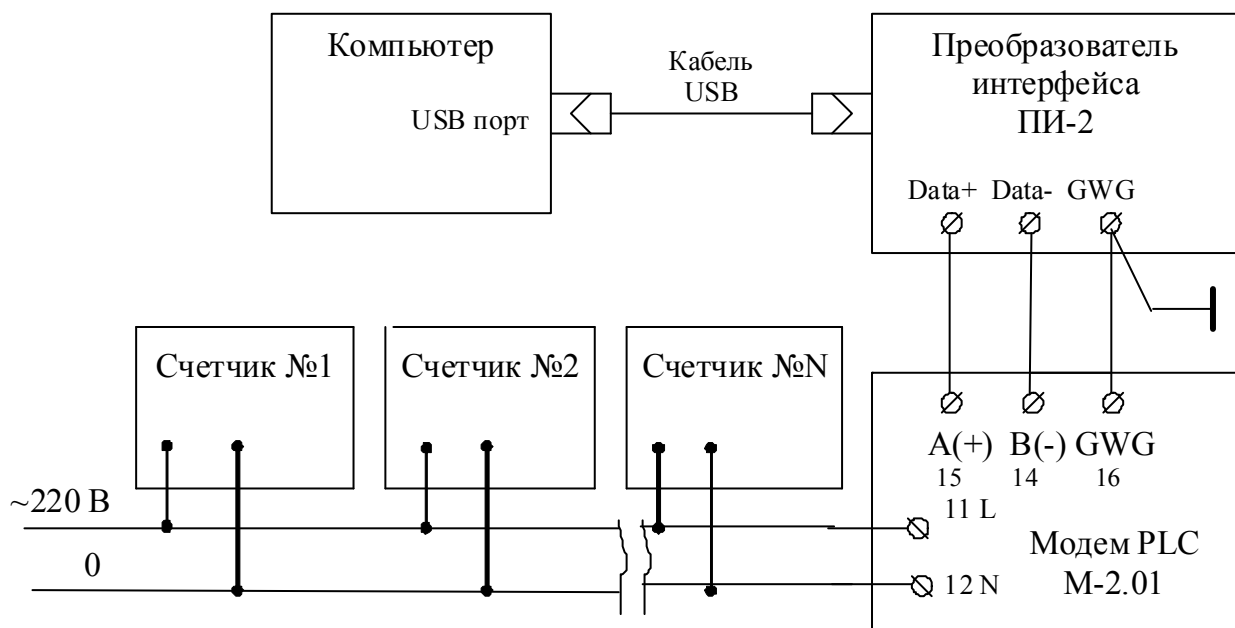 Компьютер
USB порт
Кабель
USB
Преобразователь
интерфейса
ПИ-2
Data+ Data- GWG
Счетчик №1
Счетчик №2
Счетчик №N
A(+) B(-) GWG
15 14 16
11 L
Модем PLC
М-2.01
12 N
~220 В
0